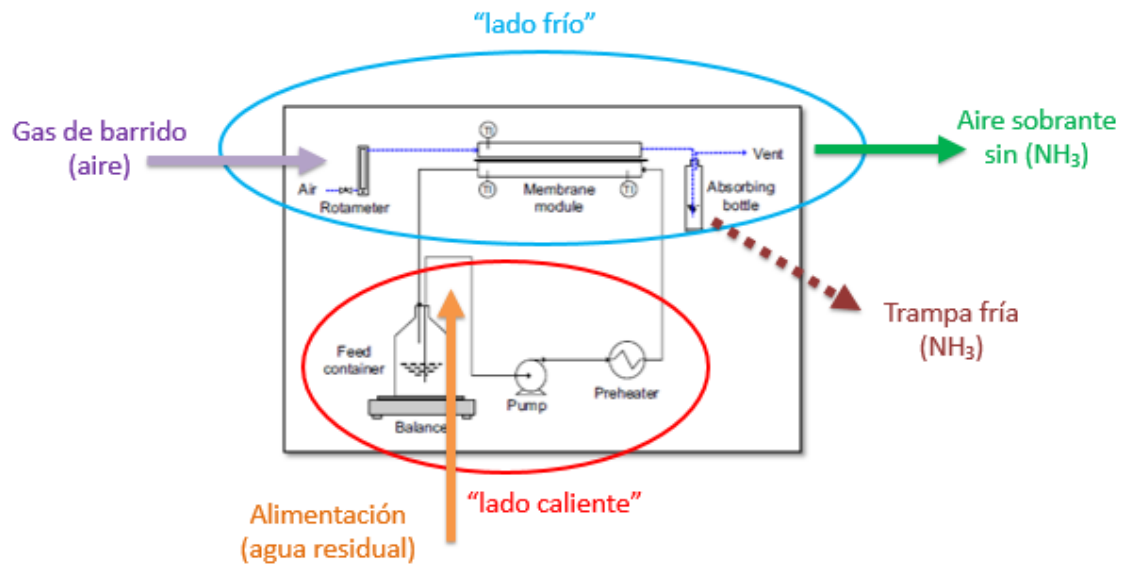 “lado frío”
Gas de barrido
(aire)
Aire sobrante
sin (NH₃)
TI
Vent
Air
Rotameter
TI
Membrane
module
TI
Absorbing
bottle
Trampa fría
(NH₃)
Feed
container
Pump
Preheater
Balance
“lado caliente”
Alimentación
(agua residual)